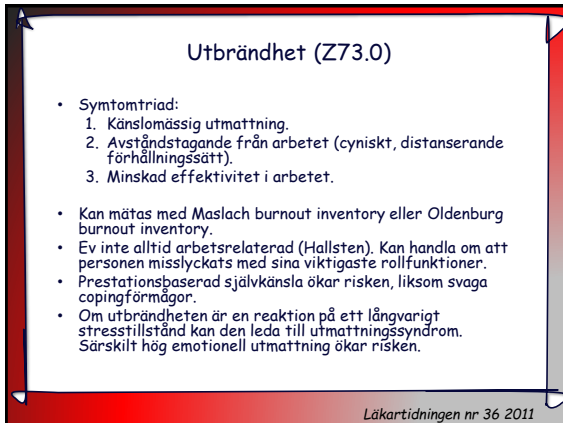 Utbrändhet (Z73.0)
• Symtomtriad:
1. Känslomässig utmattning.
2. Avståndstagande från arbetet (cyniskt, distanserande
förhållningssätt).
3. Minskad effektivitet i arbetet.
• Kan mätas med Maslach burnout inventory eller Oldenburg
burnout inventory.
• Ev inte alltid arbetsrelaterad (Hallsten). Kan handla om att
personen misslyckats med sina viktigaste rollfunktioner.
• Prestationsbaserad självkänsla ökar risken, liksom svaga
copingförmågor.
• Om utbrändheten är en reaktion på ett långvarigt
stresstillstånd kan den leda till utmattningssyndrom.
Särskilt hög emotionell utmattning ökar risken.
Läkartidningen nr 36 2011